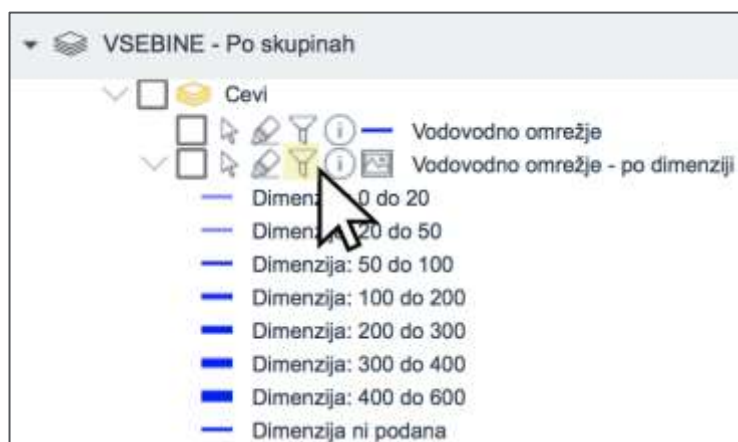 VSEBINE - Po skupinah
Cevi
Vodovodno omrežje
Vodovodno omrežje - po dimenziji
0 do 20
20 do 50
Dimenzija: 50 do 100
Dimenzija: 100 do 200
Dimenzija: 200 do 300
Dimenzija: 300 do 400
Dimenzija: 400 do 600
Dimenzija ni podana